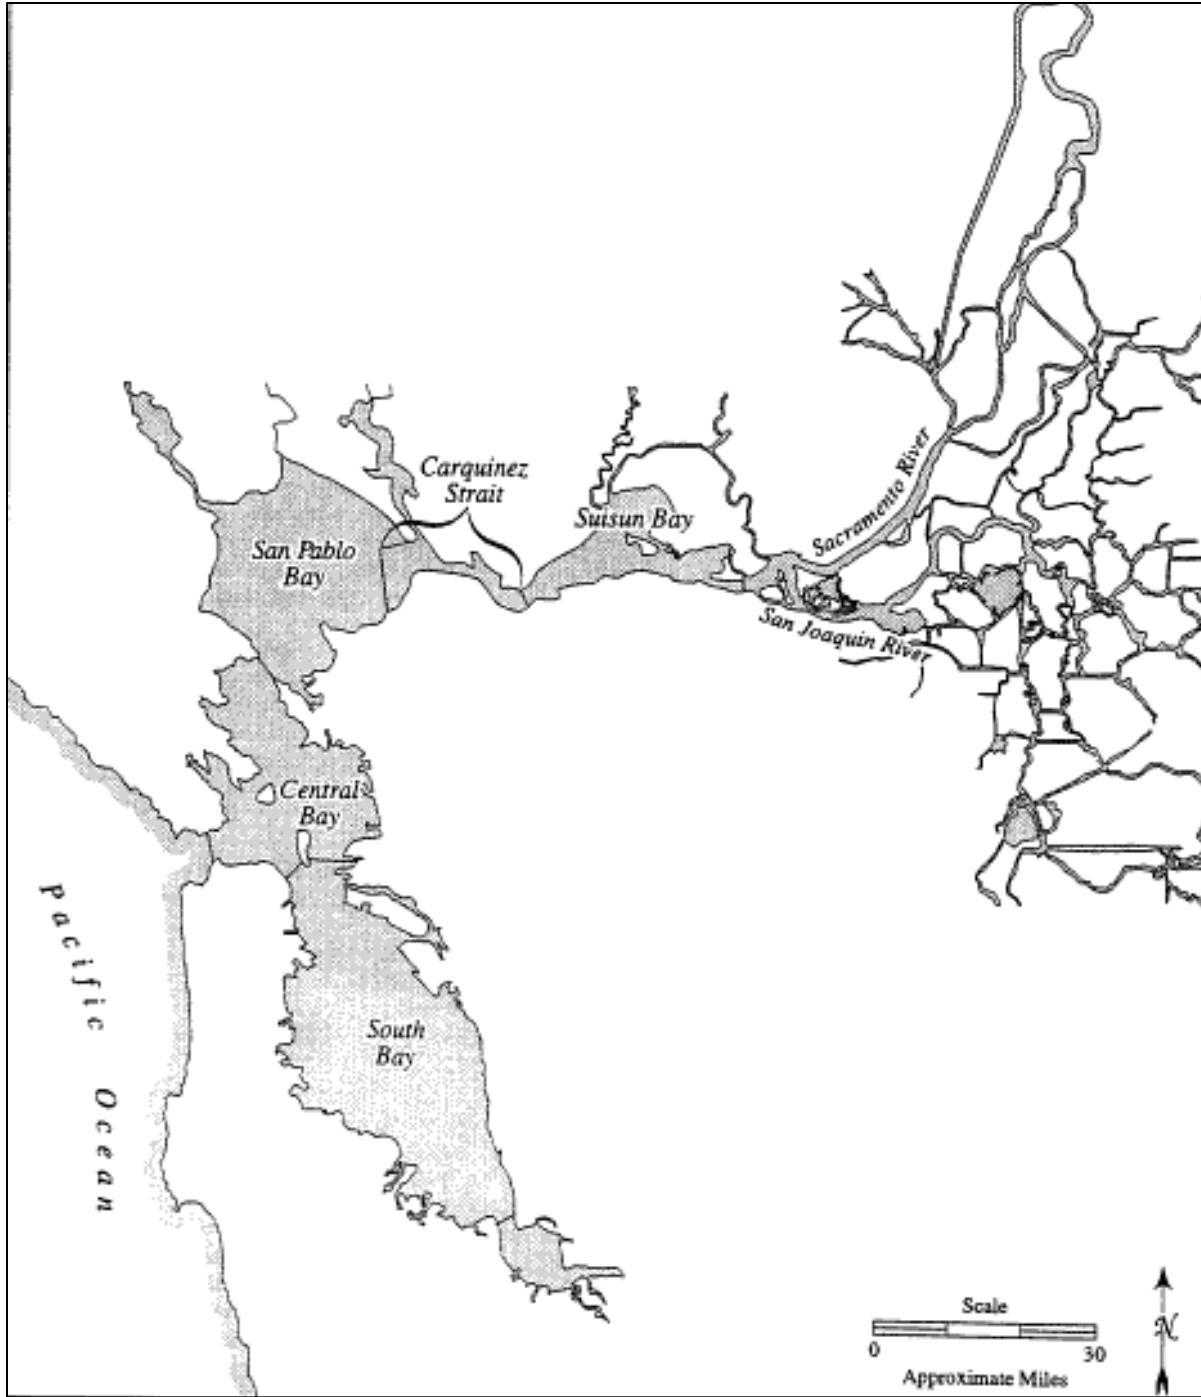 Carquinez
Strait
Sacramento River
Suisun Bay
San Pablo
Bay
San Joaquin River
Central
Bay
Pacific Ocean
South
Bay
Scale
0 30
Approximate Miles
N